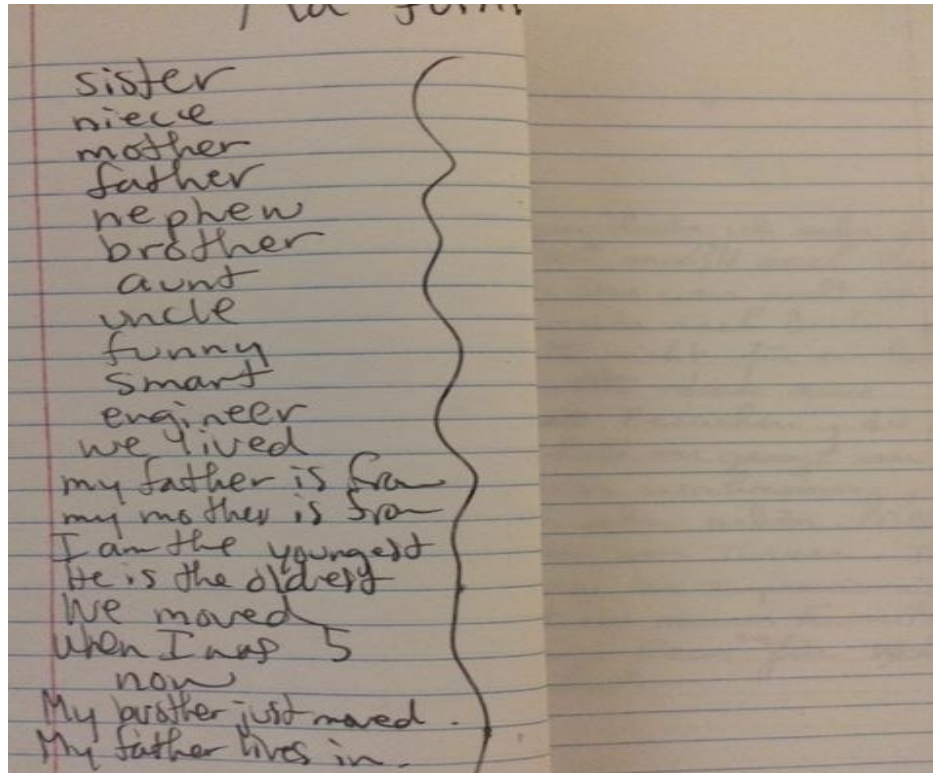 sister
niece
mother
father
nephew
brother
aunt
uncle
funny
smart
engineer
we lived
my father is from
my mother is from
I am the youngest
He is the oldest
We moved
when I was 5
now
My brother just moved.
My father lives in.